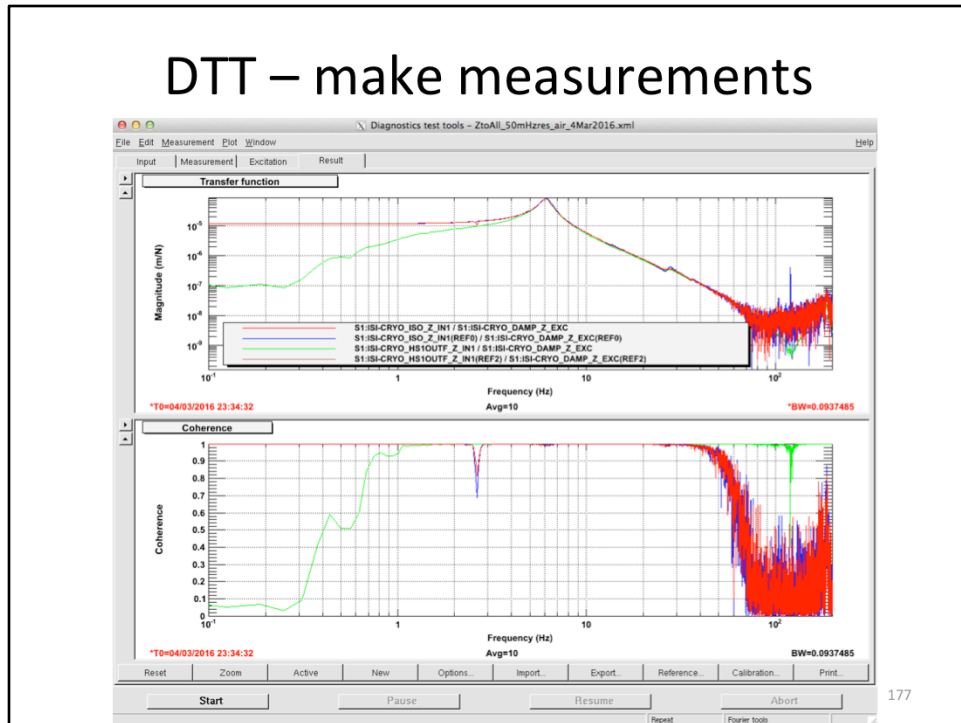 DTT – make measurements
Diagnostics test tools - ZtoAll_50mHzres_air_4Mar2016.xml
File Edit Measurement Plot Window Help
Input Measurement Excitation Result
Transfer function
Magnitude (m/N)
10-5
10-6
10-7
10-8
10-9
S1:ISI-CRYO_ISO_Z_IN1 / S1:ISI-CRYO_DAMP_Z_EXC
S1:ISI-CRYO_ISO_Z_IN1(REF0) / S1:ISI-CRYO_DAMP_Z_EXC(REF0)
S1:ISI-CRYO_HS1OUTF_Z_IN1 / S1:ISI-CRYO_DAMP_Z_EXC
S1:ISI-CRYO_HS1OUTF_Z_IN1(REF2) / S1:ISI-CRYO_DAMP_Z_EXC(REF2)
10-1 1 10 102
Frequency (Hz)
*T0=04/03/2016 23:34:32 Avg=10 *BW=0.0937485
Coherence
Coherence
1
0.9
0.8
0.7
0.6
0.5
0.4
0.3
0.2
0.1
0
10-1 1 10 102
Frequency (Hz)
*T0=04/03/2016 23:34:32 Avg=10 BW=0.0937485
Reset Zoom Active New Options... Import... Export... Reference... Calibration... Print...
Start Pause Resume Abort
Repeat Fourier tools
177